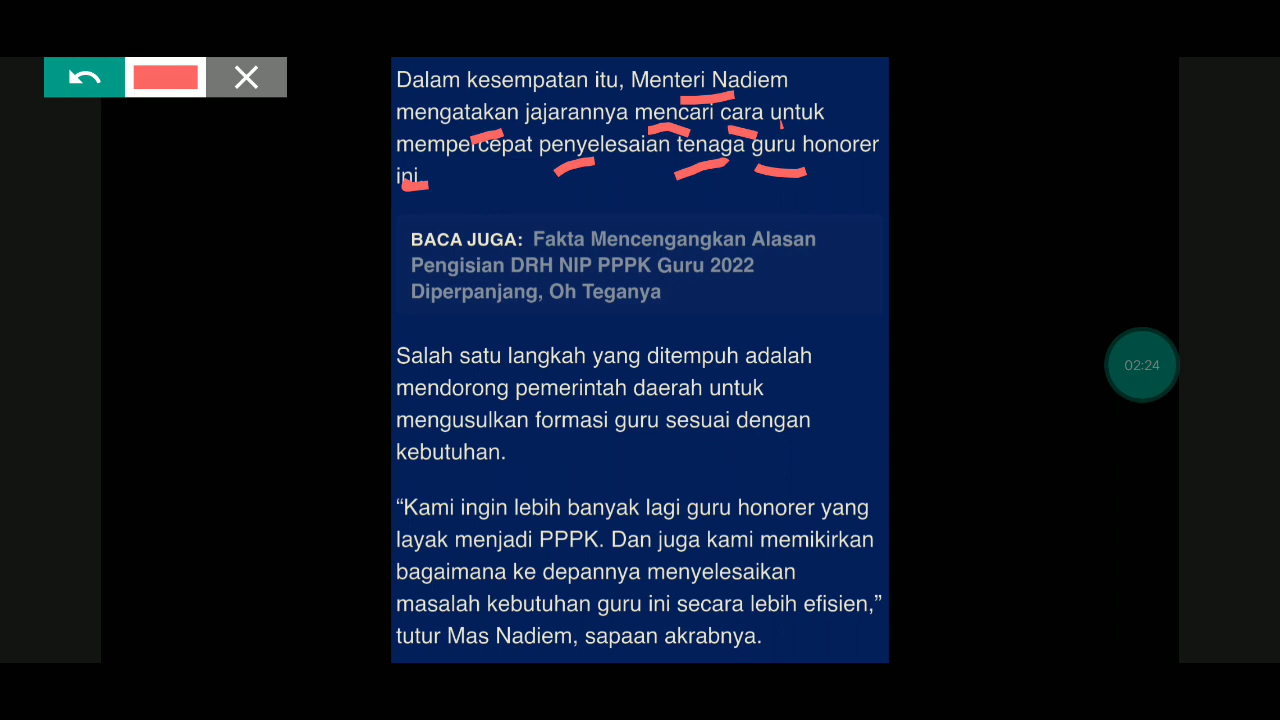 Dalam kesempatan itu, Menteri Nadiem
mengatakan jajarannya mencari cara untuk
mempercepat penyelesaian tenaga guru honorer
ini.
BACA JUGA: Fakta Mencengangkan Alasan
Pengisian DRH NIP PPPK Guru 2022
Diperpanjang, Oh Teganya
Salah satu langkah yang ditempuh adalah
mendorong pemerintah daerah untuk
mengusulkan formasi guru sesuai dengan
kebutuhan.
“Kami ingin lebih banyak lagi guru honorer yang
layak menjadi PPPK. Dan juga kami memikirkan
bagaimana ke depannya menyelesaikan
masalah kebutuhan guru ini secara lebih efisien,”
tutur Mas Nadiem, sapaan akrabnya.
02:24